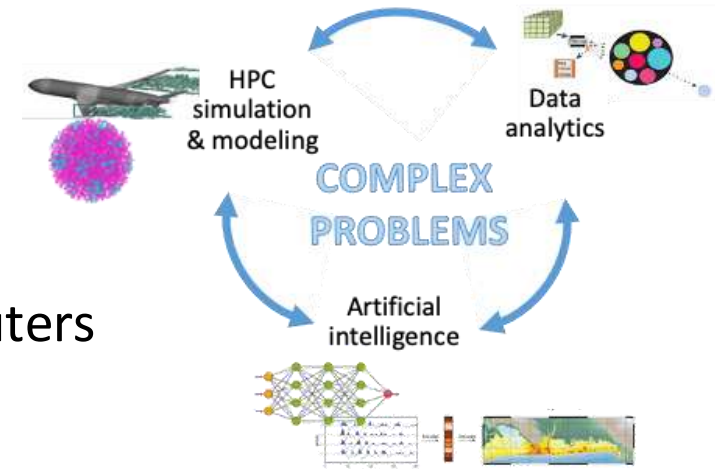 HPC
simulation
& modeling
Data
analytics
COMPLEX
PROBLEMS
Artificial
intelligence
uters